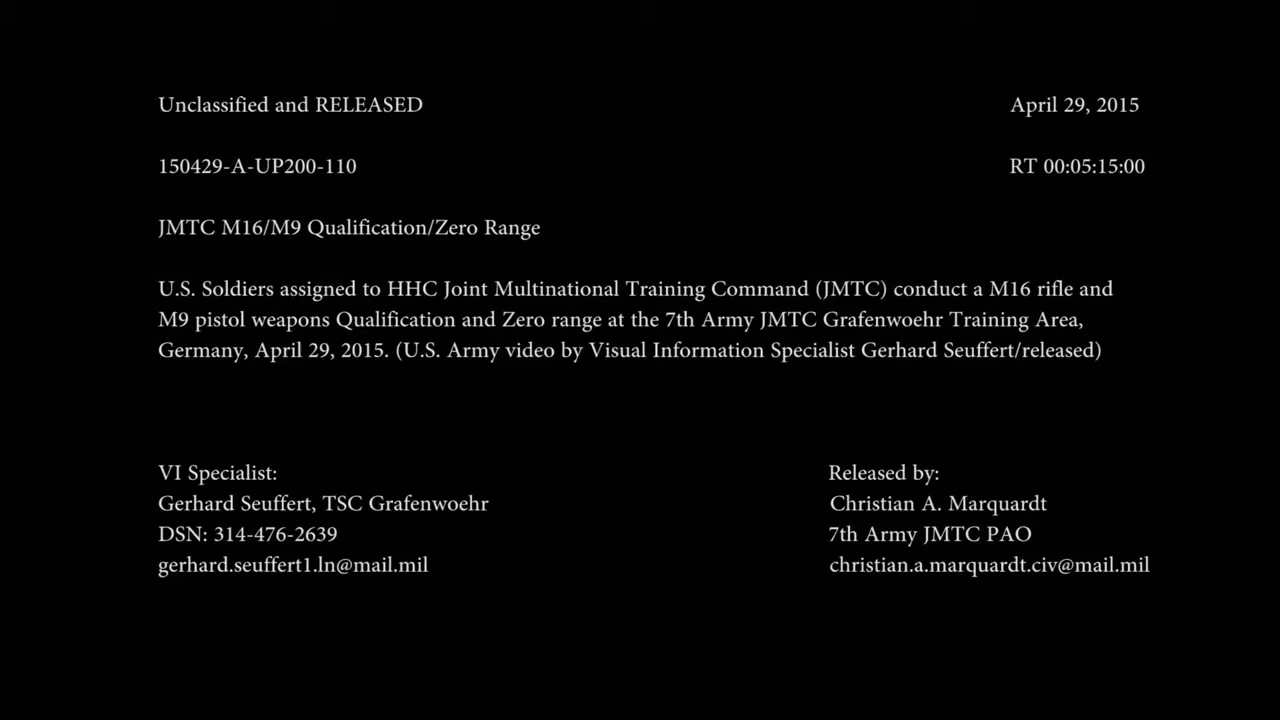 Unclassified and RELEASED
April 29, 2015
150429-A-UP200-110
RT 00:05:15:00
JMTC M16/M9 Qualification/Zero Range
U.S. Soldiers assigned to HHC Joint Multinational Training Command (JMTC) conduct a M16 rifle and
M9 pistol weapons Qualification and Zero range at the 7th Army JMTC Grafenwoehr Training Area,
Germany, April 29, 2015. (U.S. Army video by Visual Information Specialist Gerhard Seuffert/released)
VI Specialist:
Gerhard Seuffert, TSC Grafenwoehr
DSN: 314-476-2639
gerhard.seuffert1.ln@mail.mil
Released by:
Christian A. Marquardt
7th Army JMTC PAO
christian.a.marquardt.civ@mail.mil